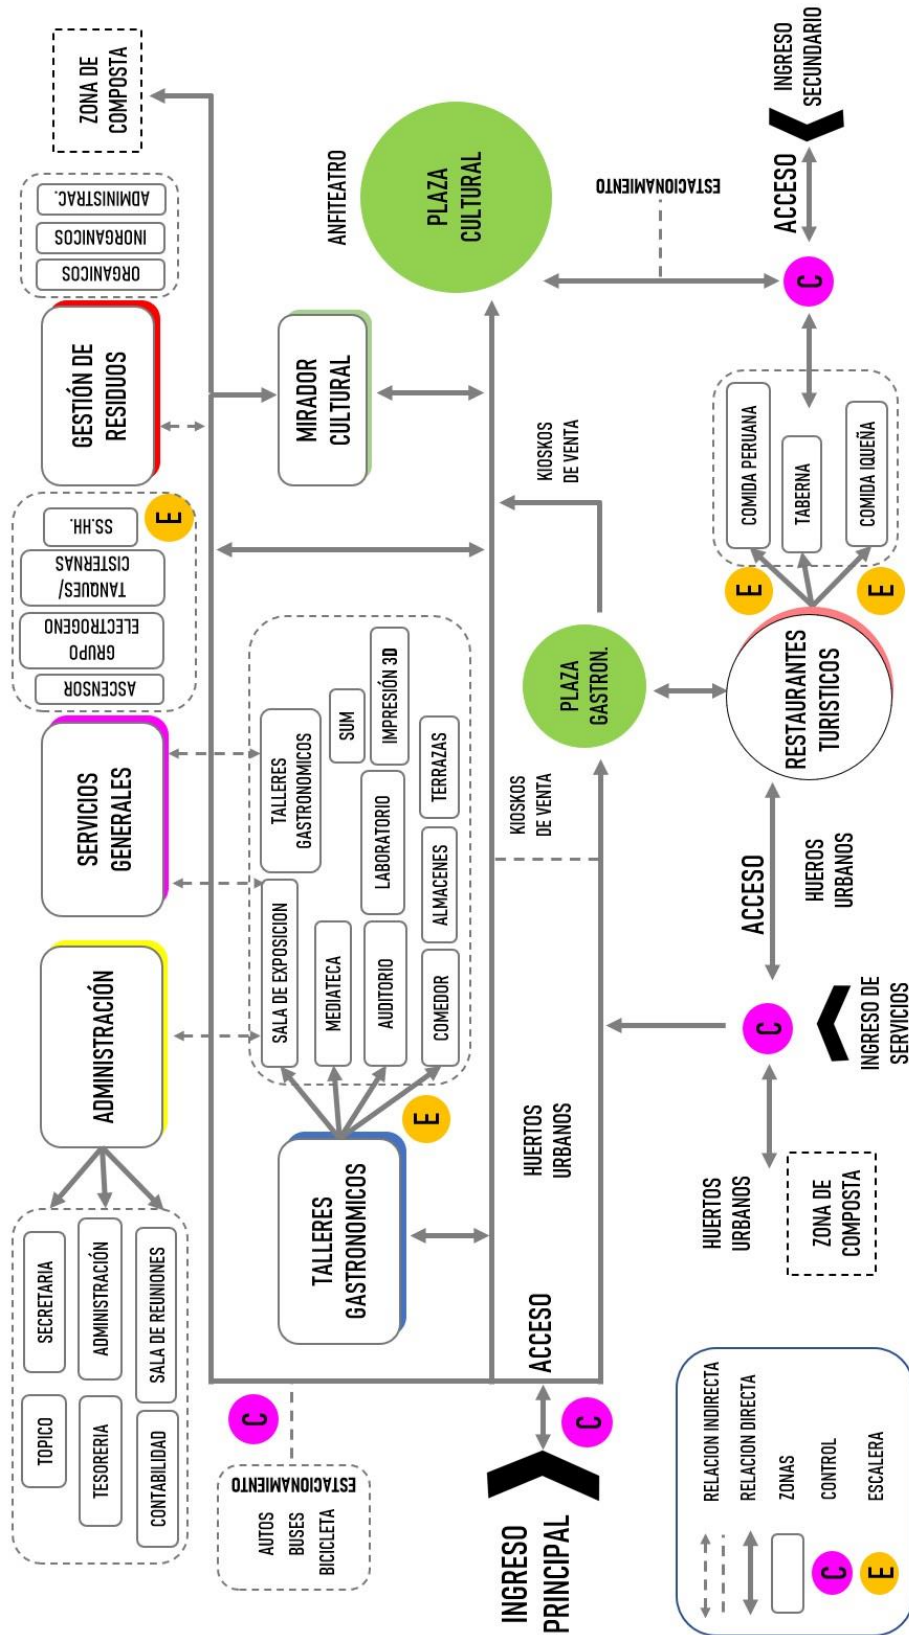 SECRETARIA
TOPICO
ADMINISTRACIÓN
TESORERIA
SALA DE REUNIONES
CONTABILIDAD
ADMINISTRACIÓN
SERVICIOS
GENERALES
ASCENSOR
GRUPO
ELECTROGENO
TANQUES/
CISTERNAS
SS.HH.
E
GESTIÓN DE
RESIDUOS
ORGANICOS
INORGANICOS
ADMINISTRAC.
ZONA DE
COMPOSTA
C
ESTACIONAMIENTO
AUTOS
BUSES
BICICLETA
TALLERES
GASTRONOMICOS
E
SALA DE EXPOSICION
TALLERES
GASTRONOMICOS
MEDIATECA
SUM
AUDITORIO
LABORATORIO
IMPRESIÓN 3D
COMEDOR
ALMACENES
TERRAZAS
MIRADOR
CULTURAL
ANFITEATRO
PLAZA
CULTURAL
INGRESO
PRINCIPAL
C
ACCESO
HUERTOS
URBANOS
KIOSKOS
DE VENTA
PLAZA
GASTRON.
KIOSKOS
DE VENTA
ESTACIONAMIENTO
HUERTOS
URBANOS
ZONA DE
COMPOSTA
C
INGRESO DE
SERVICIOS
ACCESO
HUEROS
URBANOS
RESTAURANTES
TURISTICOS
E
E
COMIDA PERUANA
TABERNA
COMIDA IQUEÑA
C
ACCESO
INGRESO
SECUNDARIO
RELACION INDIRECTA
RELACION DIRECTA
ZONAS
C
CONTROL
E
ESCALERA